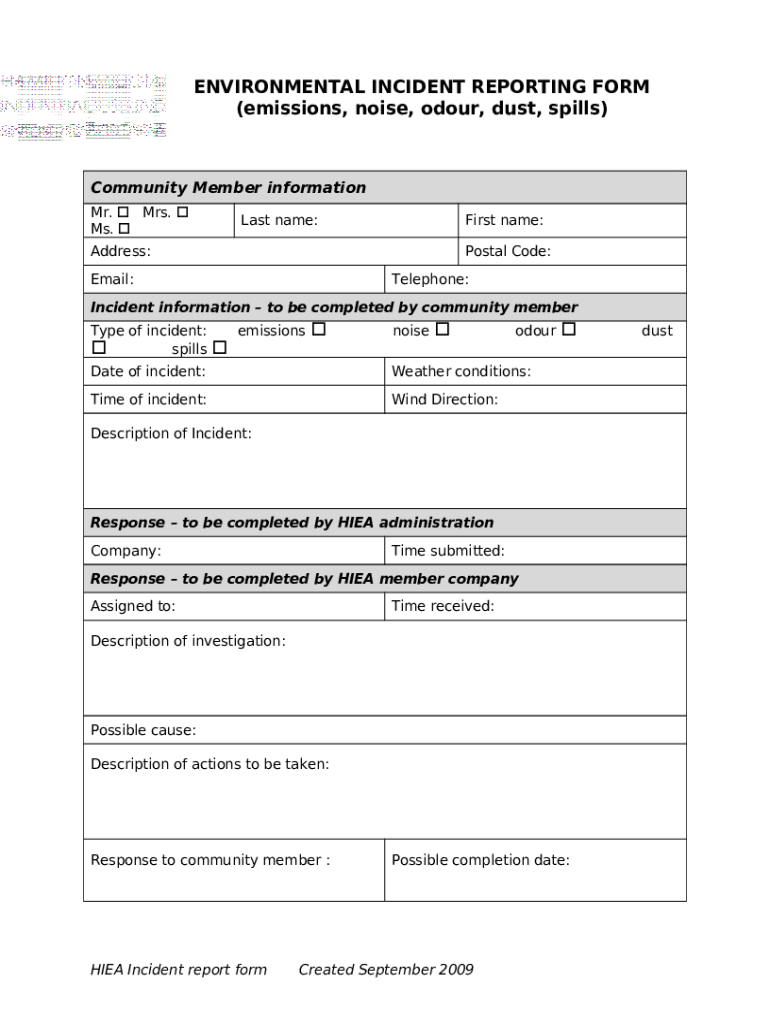 ENVIRONMENTAL INCIDENT REPORTING FORM
(emissions, noise, odour, dust, spills)
Community Member information
Mr. ☐ Mrs. ☐
Ms. ☐
Last name:
First name:
Address:
Postal Code:
Email:
Telephone:
Incident information – to be completed by community member
Type of incident: emissions ☐ noise ☐ odour ☐ dust
☐ spills ☐
Date of incident:
Weather conditions:
Time of incident:
Wind Direction:
Description of Incident:
Response – to be completed by HIEA administration
Company:
Time submitted:
Response – to be completed by HIEA member company
Assigned to:
Time received:
Description of investigation:
Possible cause:
Description of actions to be taken:
Response to community member :
Possible completion date:
HIEA Incident report form Created September 2009